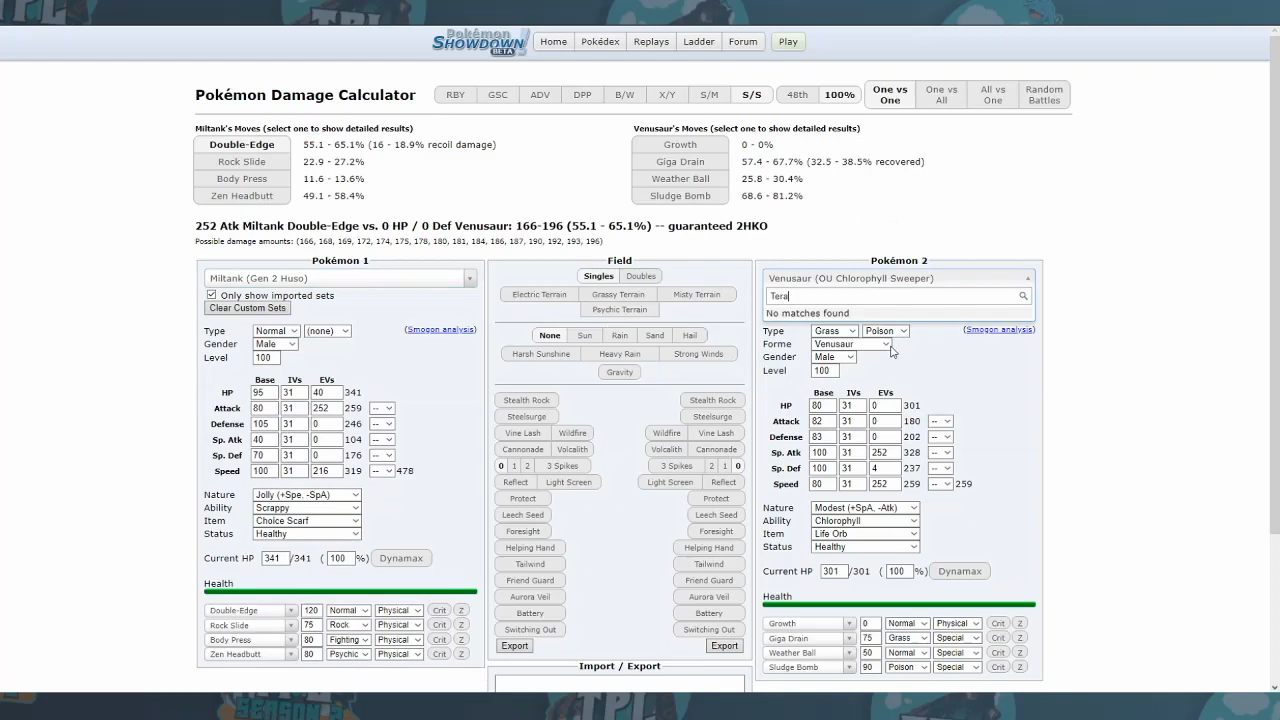 Pokémon SHOWDOWN! BETA Home Pokédex Replays Ladder Forum Play
Pokémon Damage Calculator RBY GSC ADV DPP B/W X/Y S/M S/S 48th 100% One vs One One vs All All vs One Random Battles
Miltank's Moves (select one to show detailed results)
Double-Edge 55.1 - 65.1% (16 - 18.9% recoil damage)
Rock Slide 22.9 - 27.2%
Body Press 11.6 - 13.6%
Zen Headbutt 49.1 - 58.4%
Venusaur's Moves (select one to show detailed results)
Growth 0 - 0%
Giga Drain 57.4 - 67.7% (32.5 - 38.5% recovered)
Weather Ball 25.8 - 30.4%
Sludge Bomb 68.6 - 81.2%
252 Atk Miltank Double-Edge vs. 0 HP / 0 Def Venusaur: 166-196 (55.1 - 65.1%) -- guaranteed 2HKO
Possible damage amounts: (166, 168, 169, 172, 174, 175, 178, 180, 181, 184, 186, 187, 190, 192, 193, 196)
Pokémon 1
Miltank (Gen 2 Huso)
Only show imported sets
Clear Custom Sets
Type Normal (none) (Smogon analysis)
Gender Male
Level 100
Base IVs EVs
HP 95 31 40 341
Attack 80 31 252 259 --
Defense 105 31 0 246 --
Sp. Atk 40 31 0 104 --
Sp. Def 70 31 0 176 --
Speed 100 31 216 319 -- 478
Nature Jolly (+Spe, -SpA)
Ability Scrappy
Item Choice Scarf
Status Healthy
Current HP 341 /341 ( 100 %) Dynamax
Health
Double-Edge 120 Normal Physical Crit Z
Rock Slide 75 Rock Physical Crit Z
Body Press 80 Fighting Physical Crit Z
Zen Headbutt 80 Psychic Physical Crit Z
Field
Singles Doubles
Electric Terrain Grassy Terrain Misty Terrain
Psychic Terrain
None Sun Rain Sand Hail
Harsh Sunshine Heavy Rain Strong Winds
Gravity
Stealth Rock Stealth Rock
Steelsurge Steelsurge
Vine Lash Wildfire Wildfire Vine Lash
Cannonade Volcalith Volcalith Cannonade
0 1 2 3 Spikes 3 Spikes 2 1 0
Reflect Light Screen Light Screen Reflect
Protect Protect
Leech Seed Leech Seed
Foresight Foresight
Helping Hand Helping Hand
Tailwind Tailwind
Friend Guard Friend Guard
Aurora Veil Aurora Veil
Battery Battery
Switching Out Switching Out
Export Export
Import / Export
Pokémon 2
Venusaur (OU Chlorophyll Sweeper)
Tera
No matches found
Type Grass Poison (Smogon analysis)
Forme Venusaur
Gender Male
Level 100
Base IVs EVs
HP 80 31 0 301
Attack 82 31 0 180 --
Defense 83 31 0 202 --
Sp. Atk 100 31 252 328 --
Sp. Def 100 31 4 237 --
Speed 80 31 252 259 -- 259
Nature Modest (+SpA, -Atk)
Ability Chlorophyll
Item Life Orb
Status Healthy
Current HP 301 /301 ( 100 %) Dynamax
Health
Growth 0 Normal Physical Crit Z
Giga Drain 75 Grass Special Crit Z
Weather Ball 50 Normal Special Crit Z
Sludge Bomb 90 Poison Special Crit Z